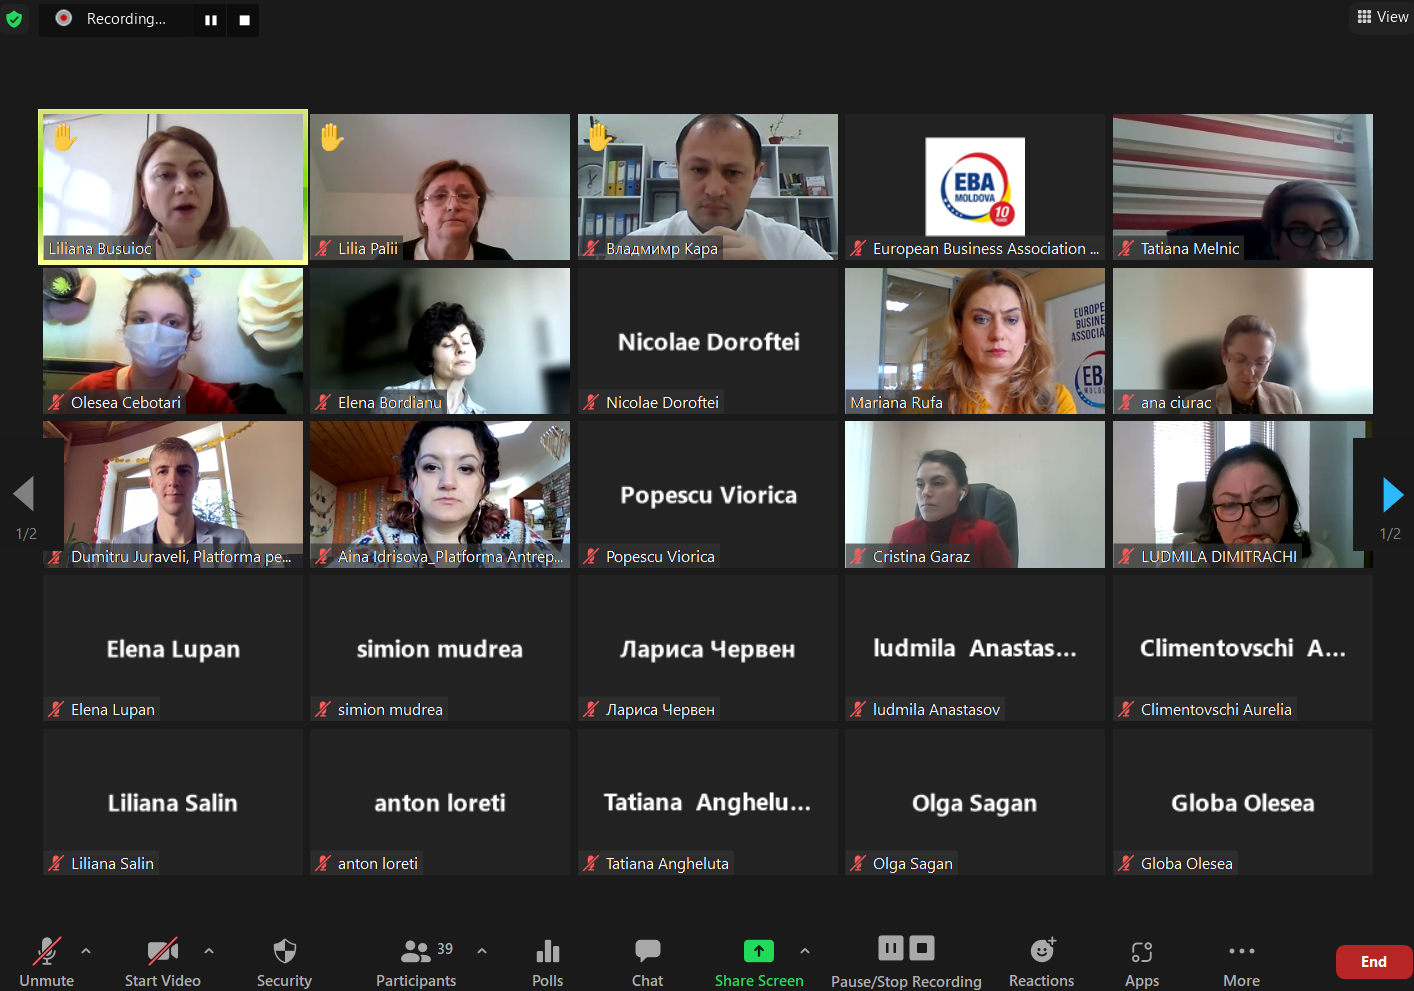 Recording...
View
Liliana Busuioc
Lilia Palii
Владмимр Кара
EBA
MOLDOVA
10
European Business Association ...
Tatiana Melnic
Olesea Cebotari
Elena Bordianu
Nicolae Doroftei
Nicolae Doroftei
EUROPE
BUSINE
ASSOCIA
EB
MOLD
Mariana Rufa
ana ciurac
Dumitru Juraveli, Platforma pe...
Aina Idrisova_Platforma Antrep...
Popescu Viorica
Popescu Viorica
Cristina Garaz
LUDMILA DIMITRACHI
1/2
1/2
Elena Lupan
Elena Lupan
simion mudrea
simion mudrea
Лариса Червен
Лариса Червен
ludmila Anastas...
ludmila Anastasov
Climentovschi A...
Climentovschi Aurelia
Liliana Salin
Liliana Salin
anton loreti
anton loreti
Tatiana Anghelu...
Tatiana Angheluta
Olga Sagan
Olga Sagan
Globa Olesea
Globa Olesea
Unmute
Start Video
Security
39
Participants
Polls
Chat
Share Screen
Pause/Stop Recording
Reactions
Apps
More
End